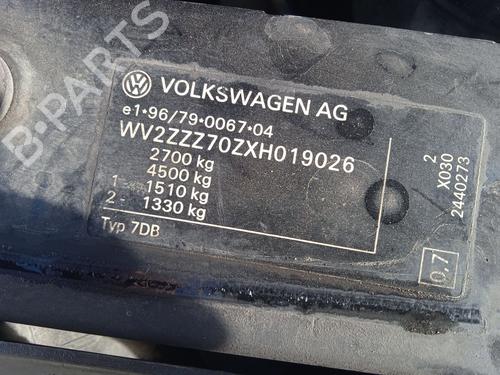 VOLKSWAGEN AG
e1*96/79*0067*04
WV2ZZZ70ZXH019026
2700 kg
4500 kg
1- 1510 kg
2- 1330 kg
Typ 7DB
2
X030
2440273
0.7
B-Parts